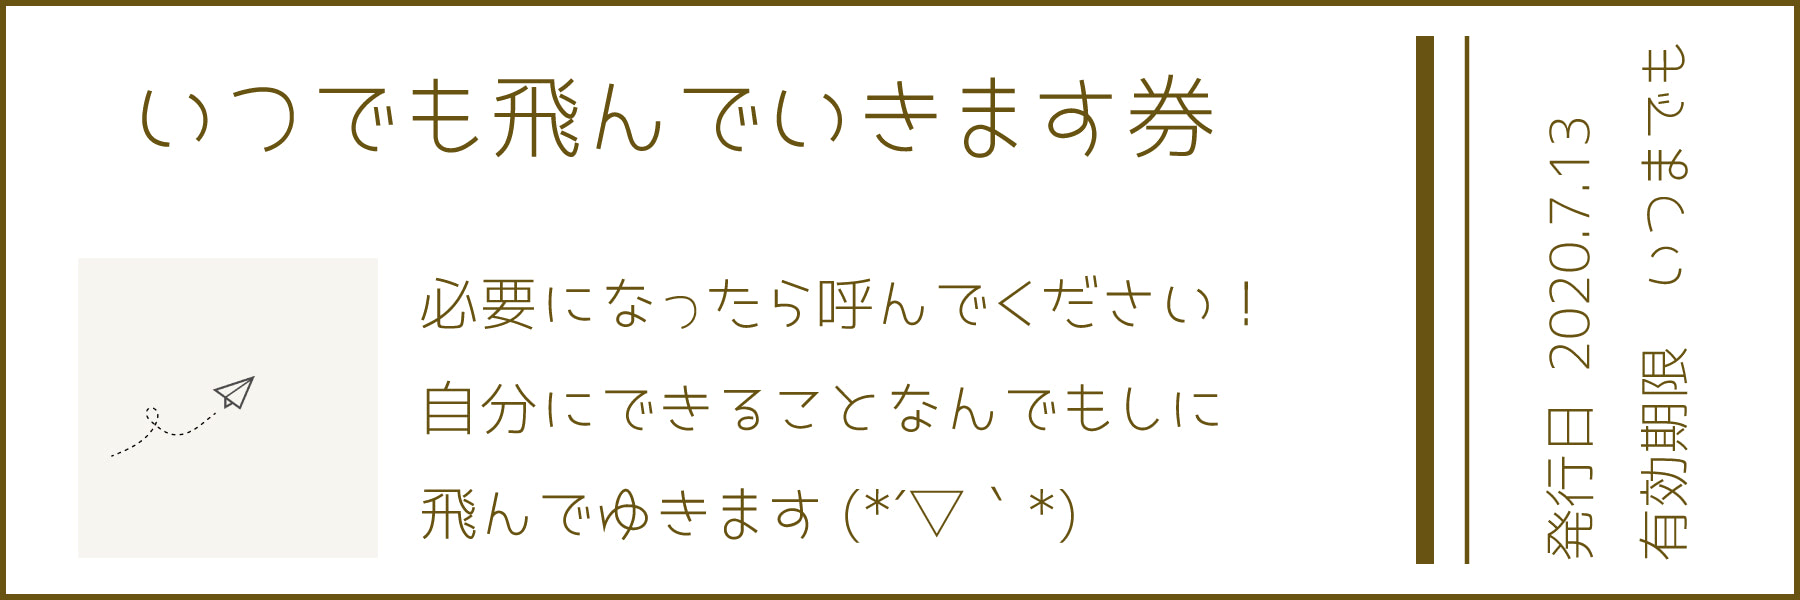 いつでも飛んでいきます券
必要になったら呼んでください！
自分にできることなんでもしに
飛んでゆきます (*´▽｀*)
発行日 2020.7.13
有効期限　いつまでも